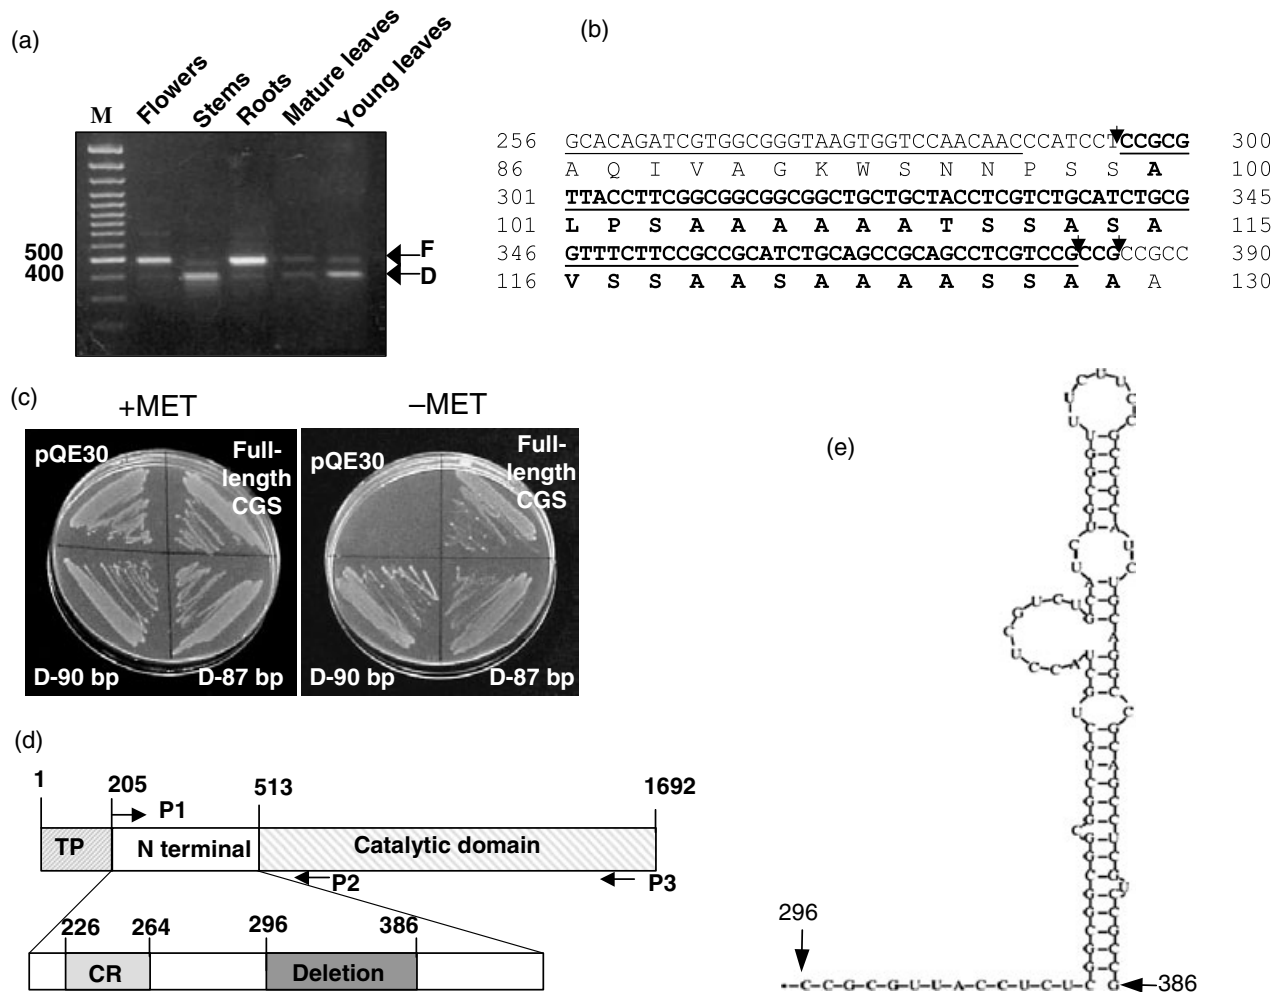 (a)
M
Flowers
Stems
Roots
Mature leaves
Young leaves
500
400
F
D
(b)
256 GCACAGATCGTGGCGGGTAAGTGGTCCAACAACCCATCCTCCGCG 300
86 A Q I V A G K W S N N P S S A 100
301 TTACCTTCGGCGGCGGCGGCTGCTGCTACCTCGTCTGCATCTGCG 345
101 L P S A A A A A A T S S A S A 115
346 GTTTCTTCCGCCGCATCTGCAGCCGCAGCCTCGTCCGCCGCCGCC 390
116 V S S A A S A A A A S S A A A 130
(c)
+MET
–MET
pQE30
Full-
length
CGS
D-90 bp
D-87 bp
pQE30
Full-
length
CGS
D-90 bp
D-87 bp
(d)
1
205
513
1692
P1
TP
N terminal
Catalytic domain
P2
P3
226
264
296
386
CR
Deletion
(e)
296
C-C-G-C-G-U-U-A-C-C-U-C-U-C
G
386